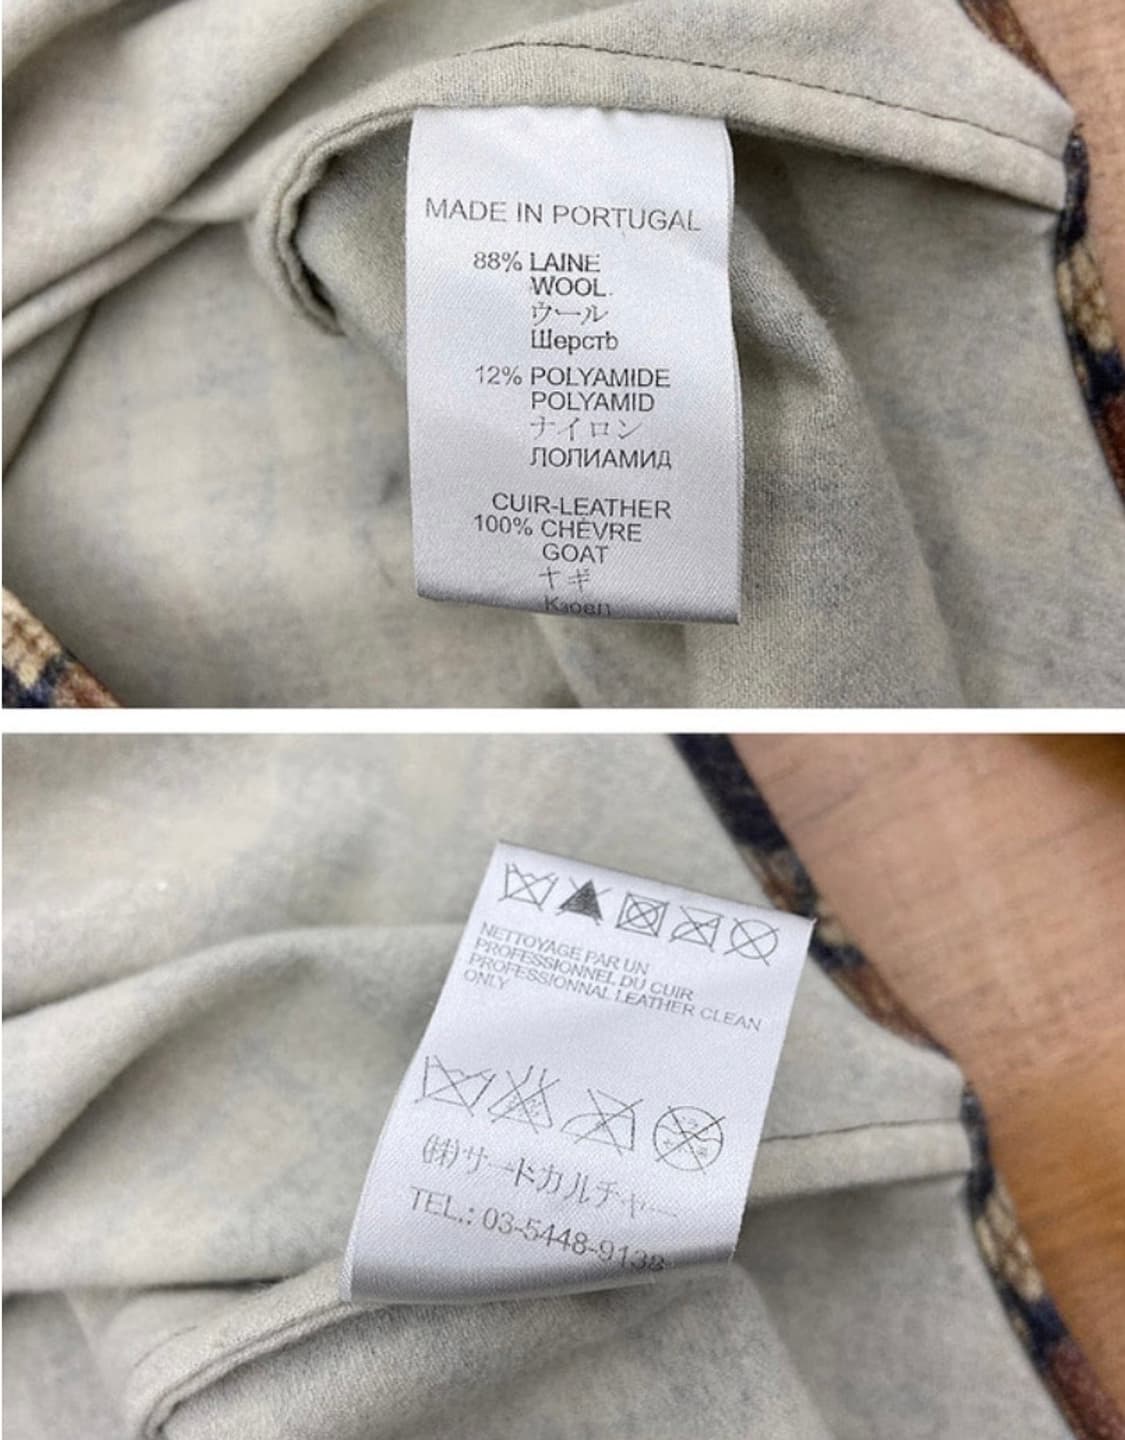 MADE IN PORTUGAL
88% LAINE
WOOL.
ウール
Шерсть
12% POLYAMIDE
POLYAMID
ナイロン
ЛОЛИАМИД
CUIR-LEATHER
100% CHÈVRE
GOAT
ヤギ
Kзовл
NETTOYAGE PAR UN
PROFESSIONNEL DU CUIR
PROFESSIONNAL LEATHER CLEAN
ONLY
(株)サードカルチャー
TEL.: 03-5448-9138